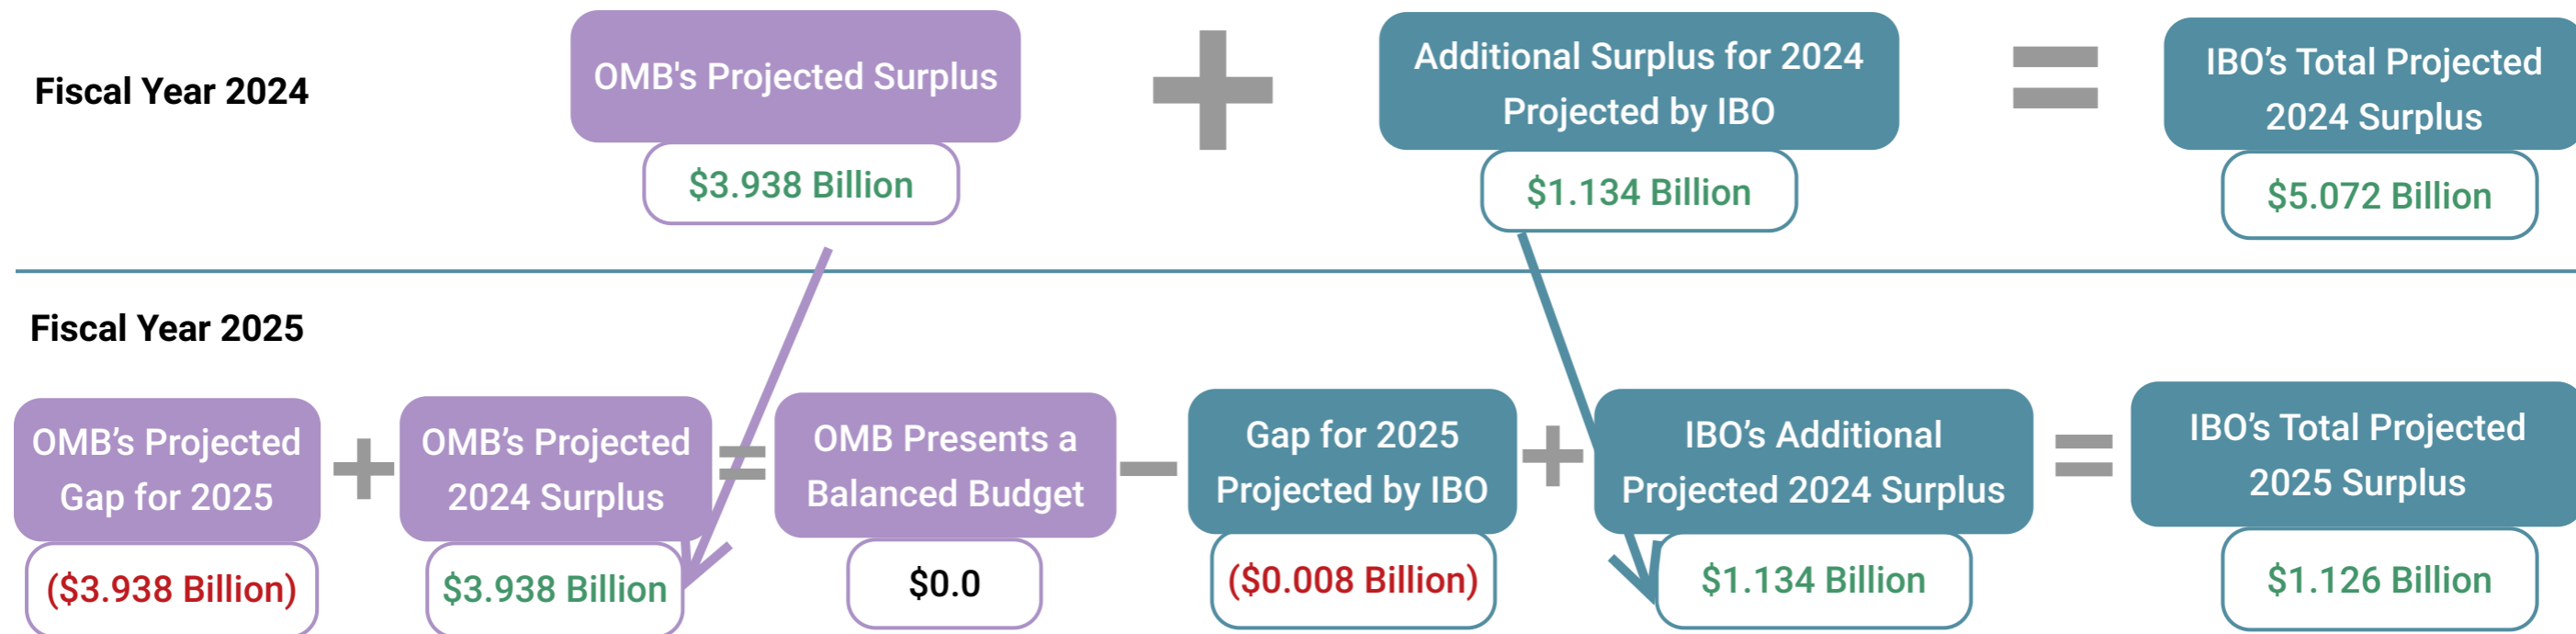 Fiscal Year 2024
OMB's Projected Surplus
$3.938 Billion
+
Additional Surplus for 2024
Projected by IBO
$1.134 Billion
=
IBO’s Total Projected
2024 Surplus
$5.072 Billion
Fiscal Year 2025
OMB’s Projected
Gap for 2025
($3.938 Billion)
+
OMB’s Projected
2024 Surplus
$3.938 Billion
=
OMB Presents a
Balanced Budget
$0.0
−
Gap for 2025
Projected by IBO
($0.008 Billion)
+
IBO’s Additional
Projected 2024 Surplus
$1.134 Billion
=
IBO’s Total Projected
2025 Surplus
$1.126 Billion